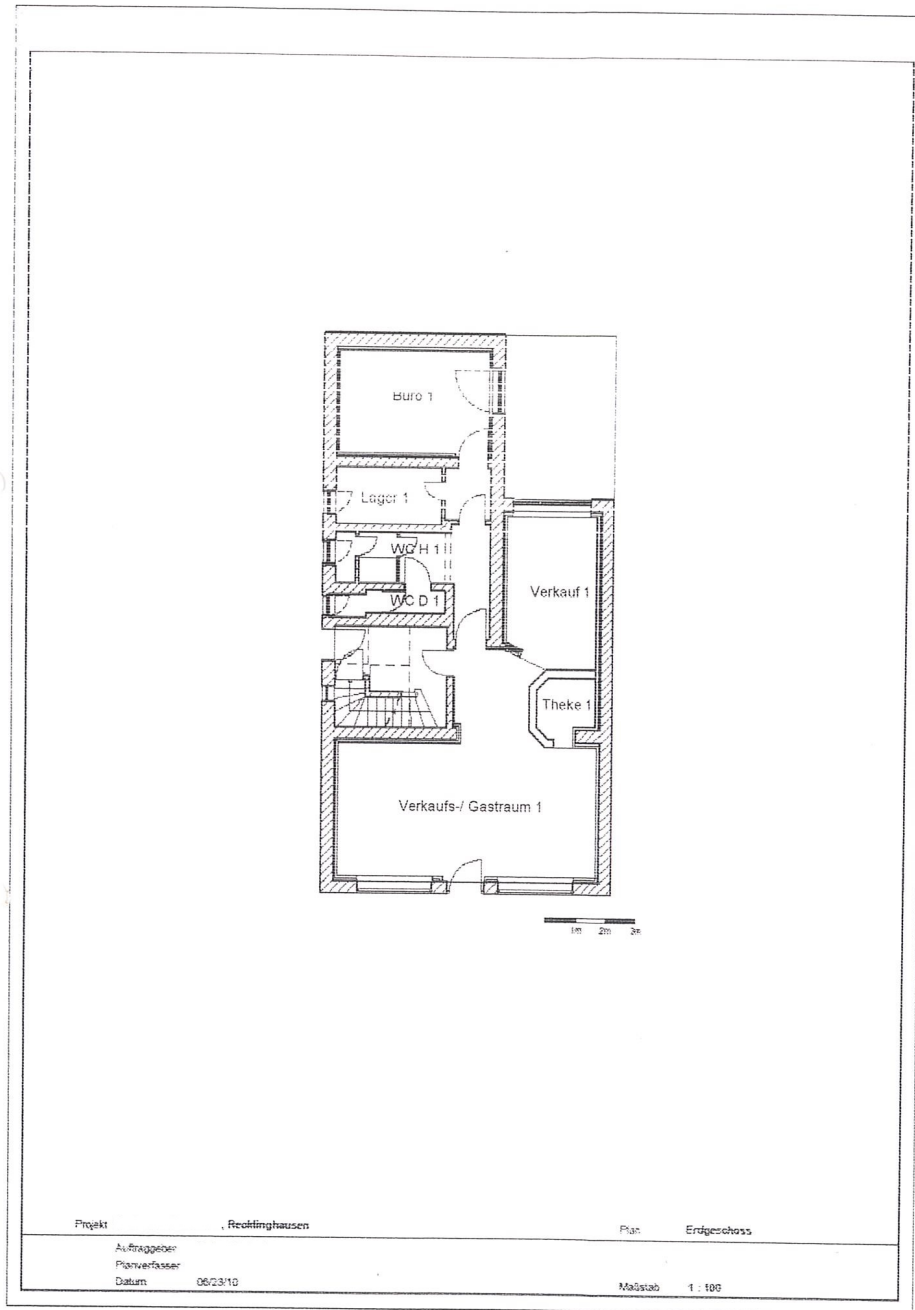 Büro 1
Lager 1
WC H 1
WC D 1
Verkauf 1
Theke 1
Verkaufs-/ Gastraum 1
1m 2m 3m
Projekt , Recklinghausen Plan Erdgeschoss
Auftraggeber
Planverfasser
Datum 06/23/10 Maßstab 1 : 100